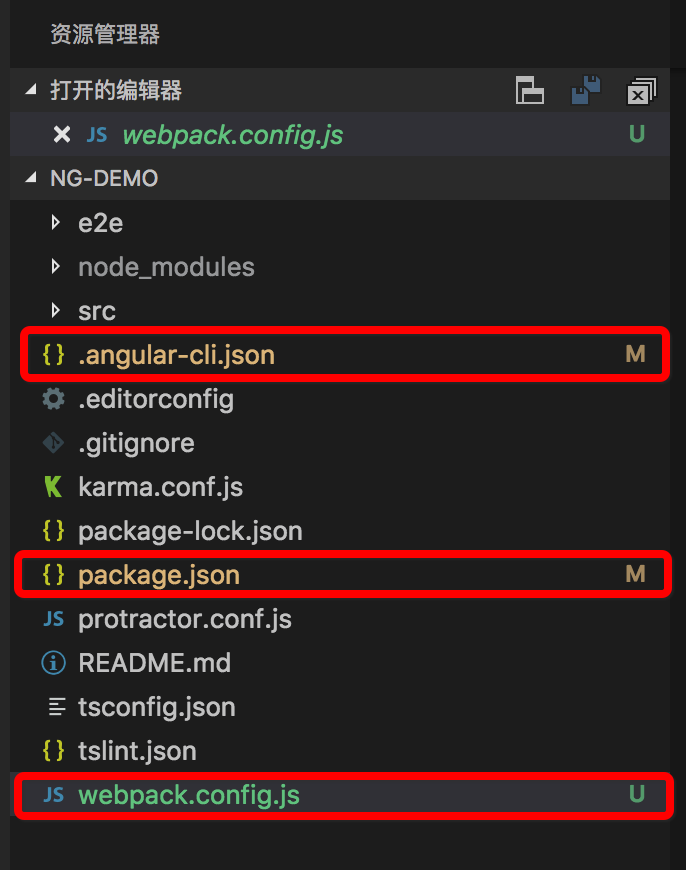 资源管理器
打开的编辑器
JS webpack.config.js U
NG-DEMO
e2e
node_modules
src
{} .angular-cli.json M
.editorconfig
.gitignore
karma.conf.js
{} package-lock.json
{} package.json M
JS protractor.conf.js
README.md
tsconfig.json
{} tslint.json
JS webpack.config.js U